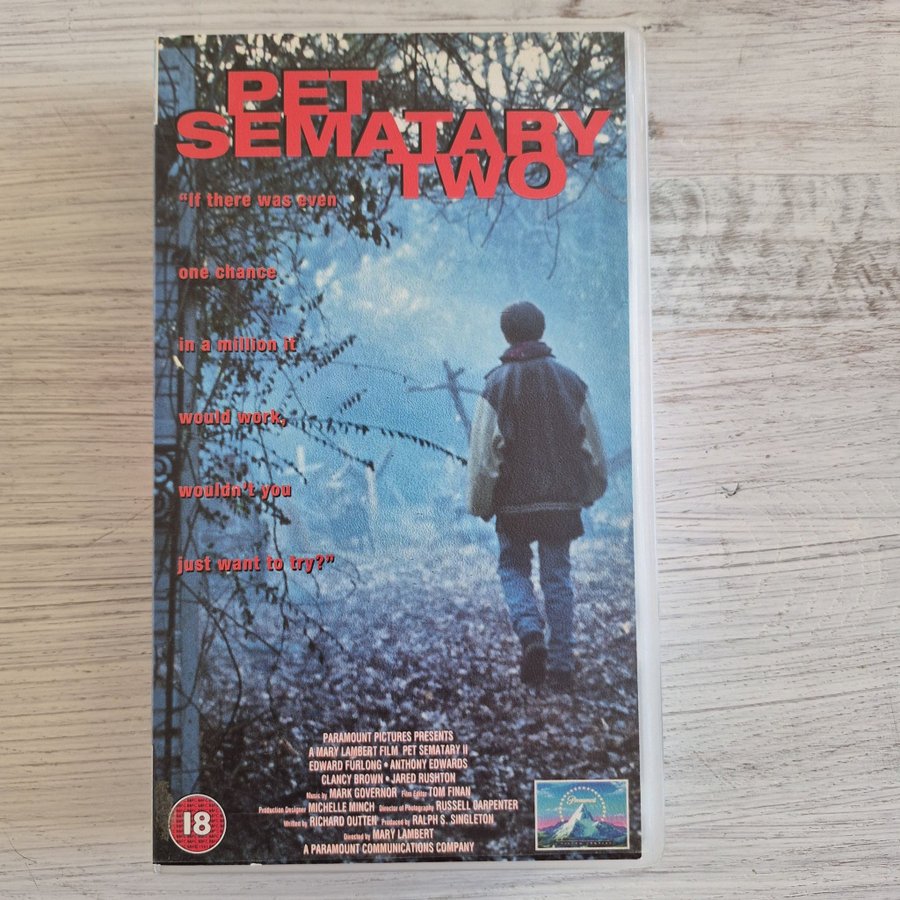 PET
SEMATARY
TWO
“If there was even
one chance
in a million it
would work,
wouldn't you
just want to try?”
PARAMOUNT PICTURES PRESENTS
A MARY LAMBERT FILM PET SEMATARY II
EDWARD FURLONG • ANTHONY EDWARDS
CLANCY BROWN • JARED RUSHTON
Music by MARK GOVERNOR Film Editor TOM FINAN
Production Designer MICHELLE MINCH Director of Photography RUSSELL CARPENTER
Written by RICHARD OUTTEN Produced by RALPH S. SINGLETON
Directed by MARY LAMBERT
A PARAMOUNT COMMUNICATIONS COMPANY
18
Paramount